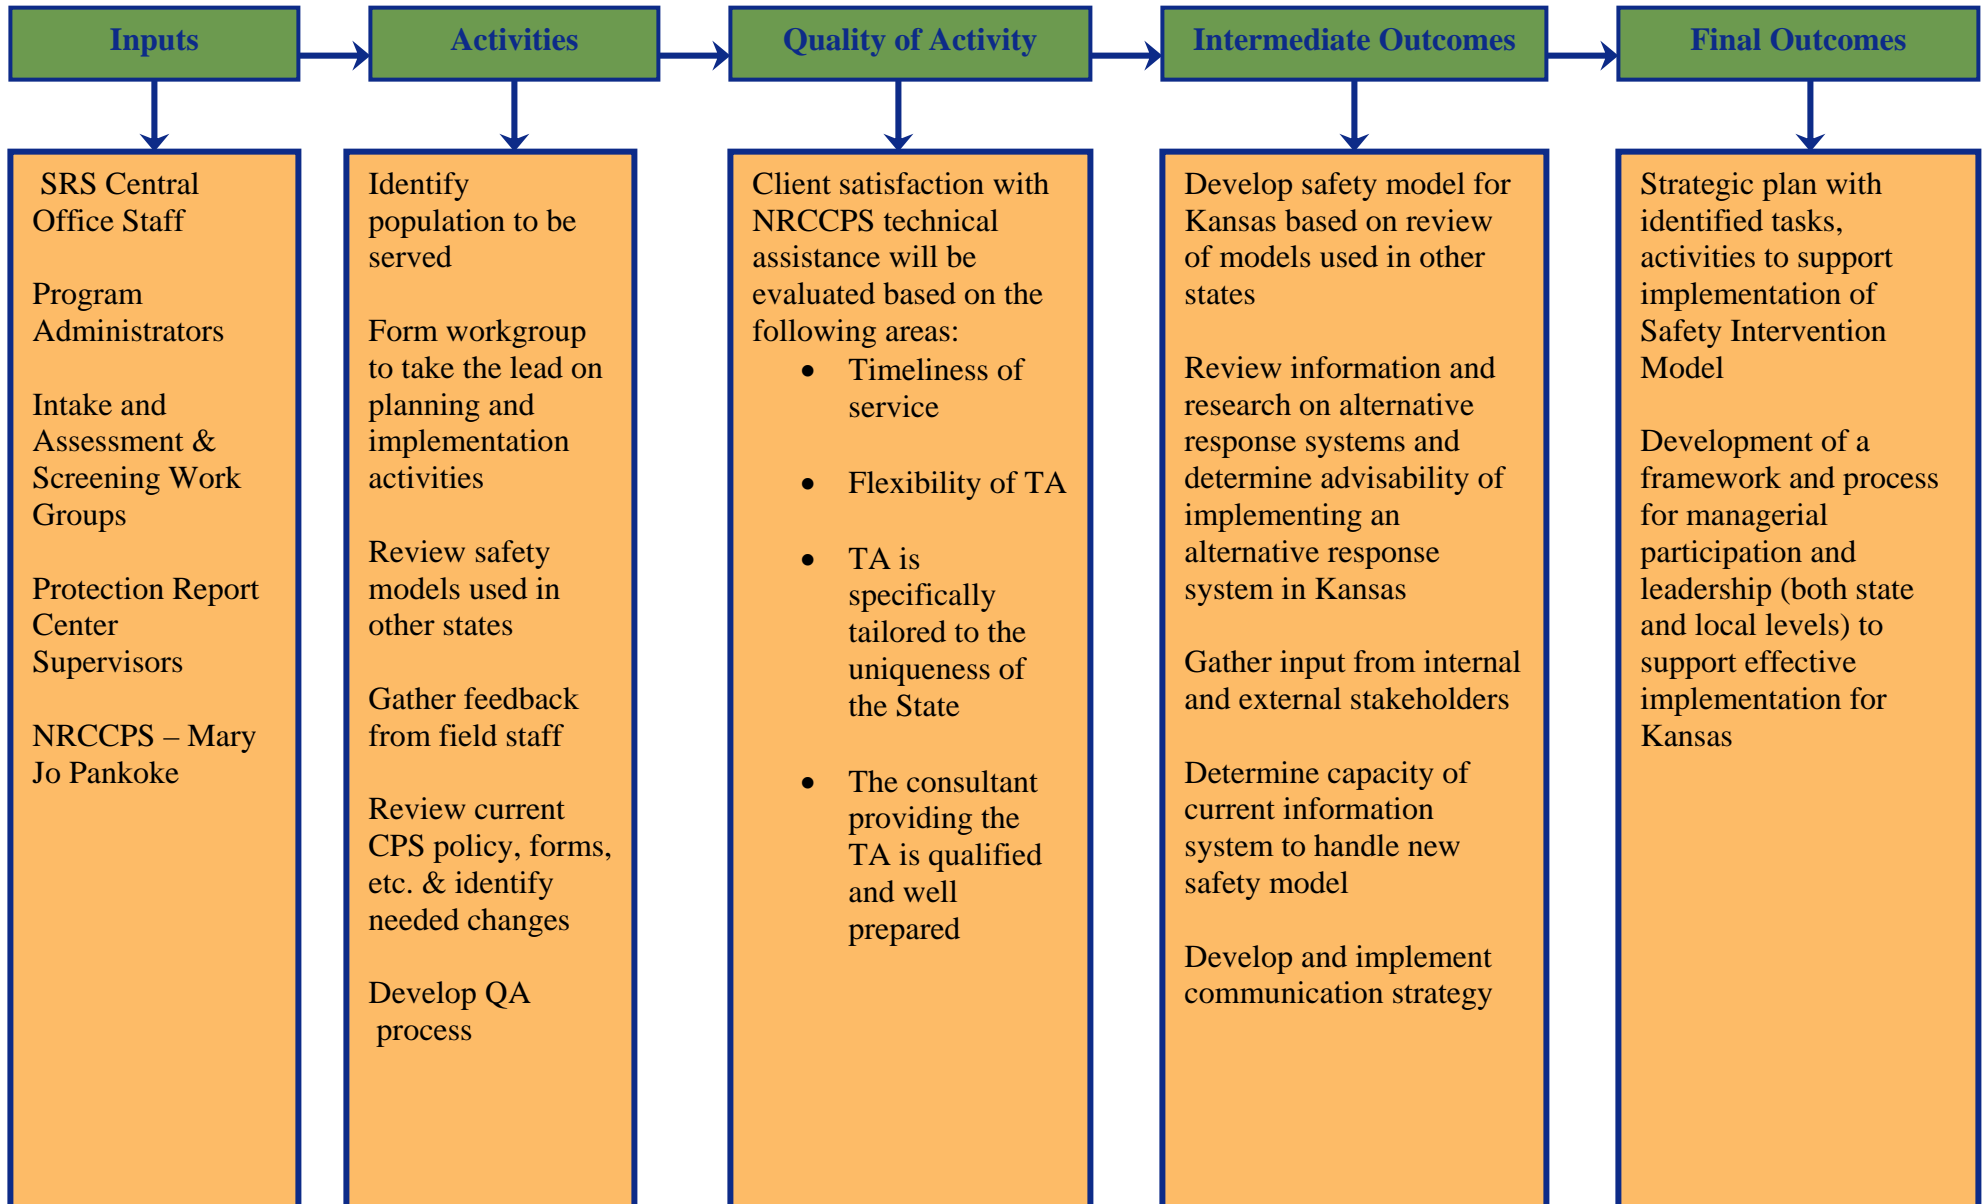 Inputs
Activities
Quality of Activity
Intermediate Outcomes
Final Outcomes
SRS Central
Office Staff
Program
Administrators
Intake and
Assessment &
Screening Work
Groups
Protection Report
Center
Supervisors
NRCCPS – Mary
Jo Pankoke
Identify
population to be
served
Form workgroup
to take the lead on
planning and
implementation
activities
Review safety
models used in
other states
Gather feedback
from field staff
Review current
CPS policy, forms,
etc. & identify
needed changes
Develop QA
process
Client satisfaction with
NRCCPS technical
assistance will be
evaluated based on the
following areas:
• Timeliness of
service
• Flexibility of TA
• TA is
specifically
tailored to the
uniqueness of
the State
• The consultant
providing the
TA is qualified
and well
prepared
Develop safety model for
Kansas based on review
of models used in other
states
Review information and
research on alternative
response systems and
determine advisability of
implementing an
alternative response
system in Kansas
Gather input from internal
and external stakeholders
Determine capacity of
current information
system to handle new
safety model
Develop and implement
communication strategy
Strategic plan with
identified tasks,
activities to support
implementation of
Safety Intervention
Model
Development of a
framework and process
for managerial
participation and
leadership (both state
and local levels) to
support effective
implementation for
Kansas